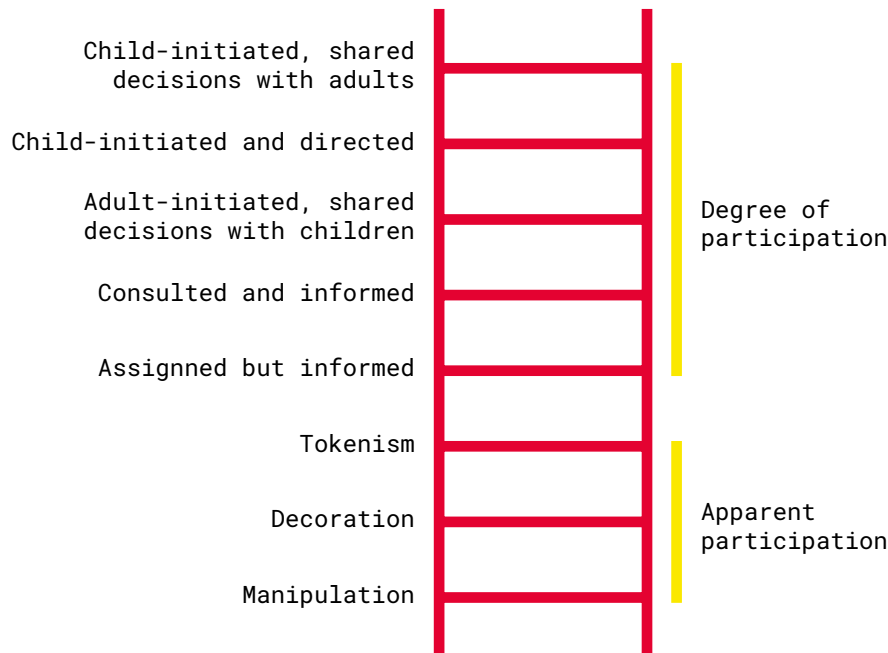 Child-initiated, shared
decisions with adults
Child-initiated and directed
Adult-initiated, shared
decisions with children
Degree of
participation
Consulted and informed
Assignned but informed
Tokenism
Decoration
Apparent
participation
Manipulation